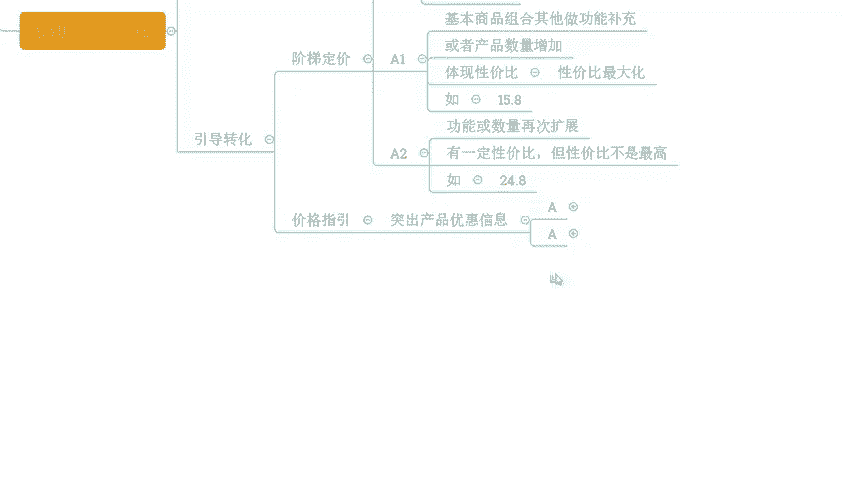 基本商品组合其他做功能补充
或者产品数量增加
阶梯定价
A1
体现性价比
性价比最大化
如
15.8
功能或数量再次扩展
引导转化
A2
有一定性价比，但性价比不是最高
如
24.8
A
价格指引
突出产品优惠信息
A